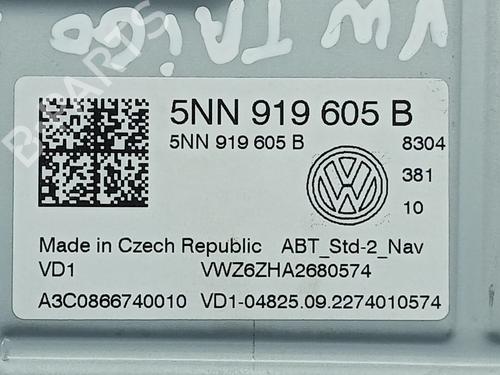 VW TAIGO
B-PARTS
5NN 919 605 B
5NN 919 605 B
8304
381
10
Made in Czech Republic ABT_Std-2_Nav
VD1 VWZ6ZHA2680574
A3C0866740010 VD1-04825.09.2274010574